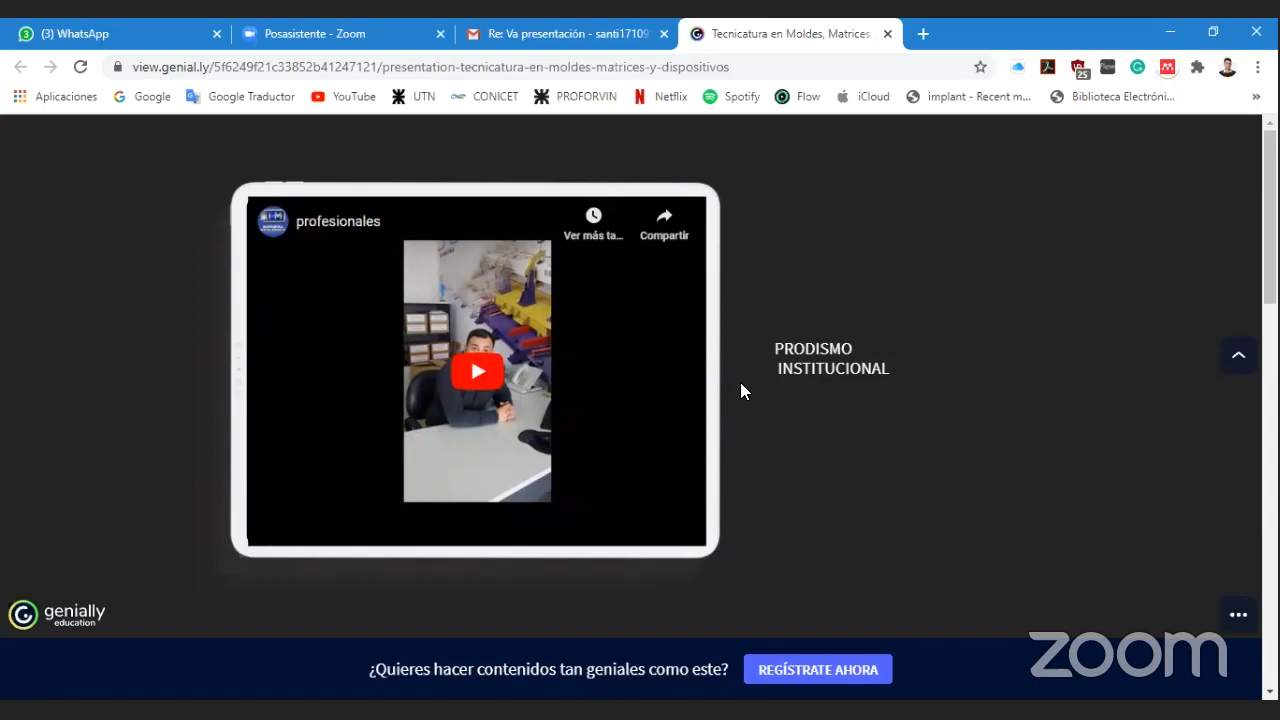 (3) WhatsApp
Posasistente - Zoom
Re: Va presentación - santi17109
Tecnicatura en Moldes, Matrices
view.genial.ly/5f6249f21c33852b41247121/presentation-tecnicatura-en-moldes-matrices-y-dispositivos
25
Aplicaciones
Google
Google Traductor
YouTube
UTN
CONICET
PROFORVIN
Netflix
Spotify
Flow
iCloud
implant - Recent m...
Biblioteca Electróni...
profesionales
Ver más ta...
Compartir
PRODISMO
INSTITUCIONAL
genially
education
¿Quieres hacer contenidos tan geniales como este?
REGÍSTRATE AHORA
zoom